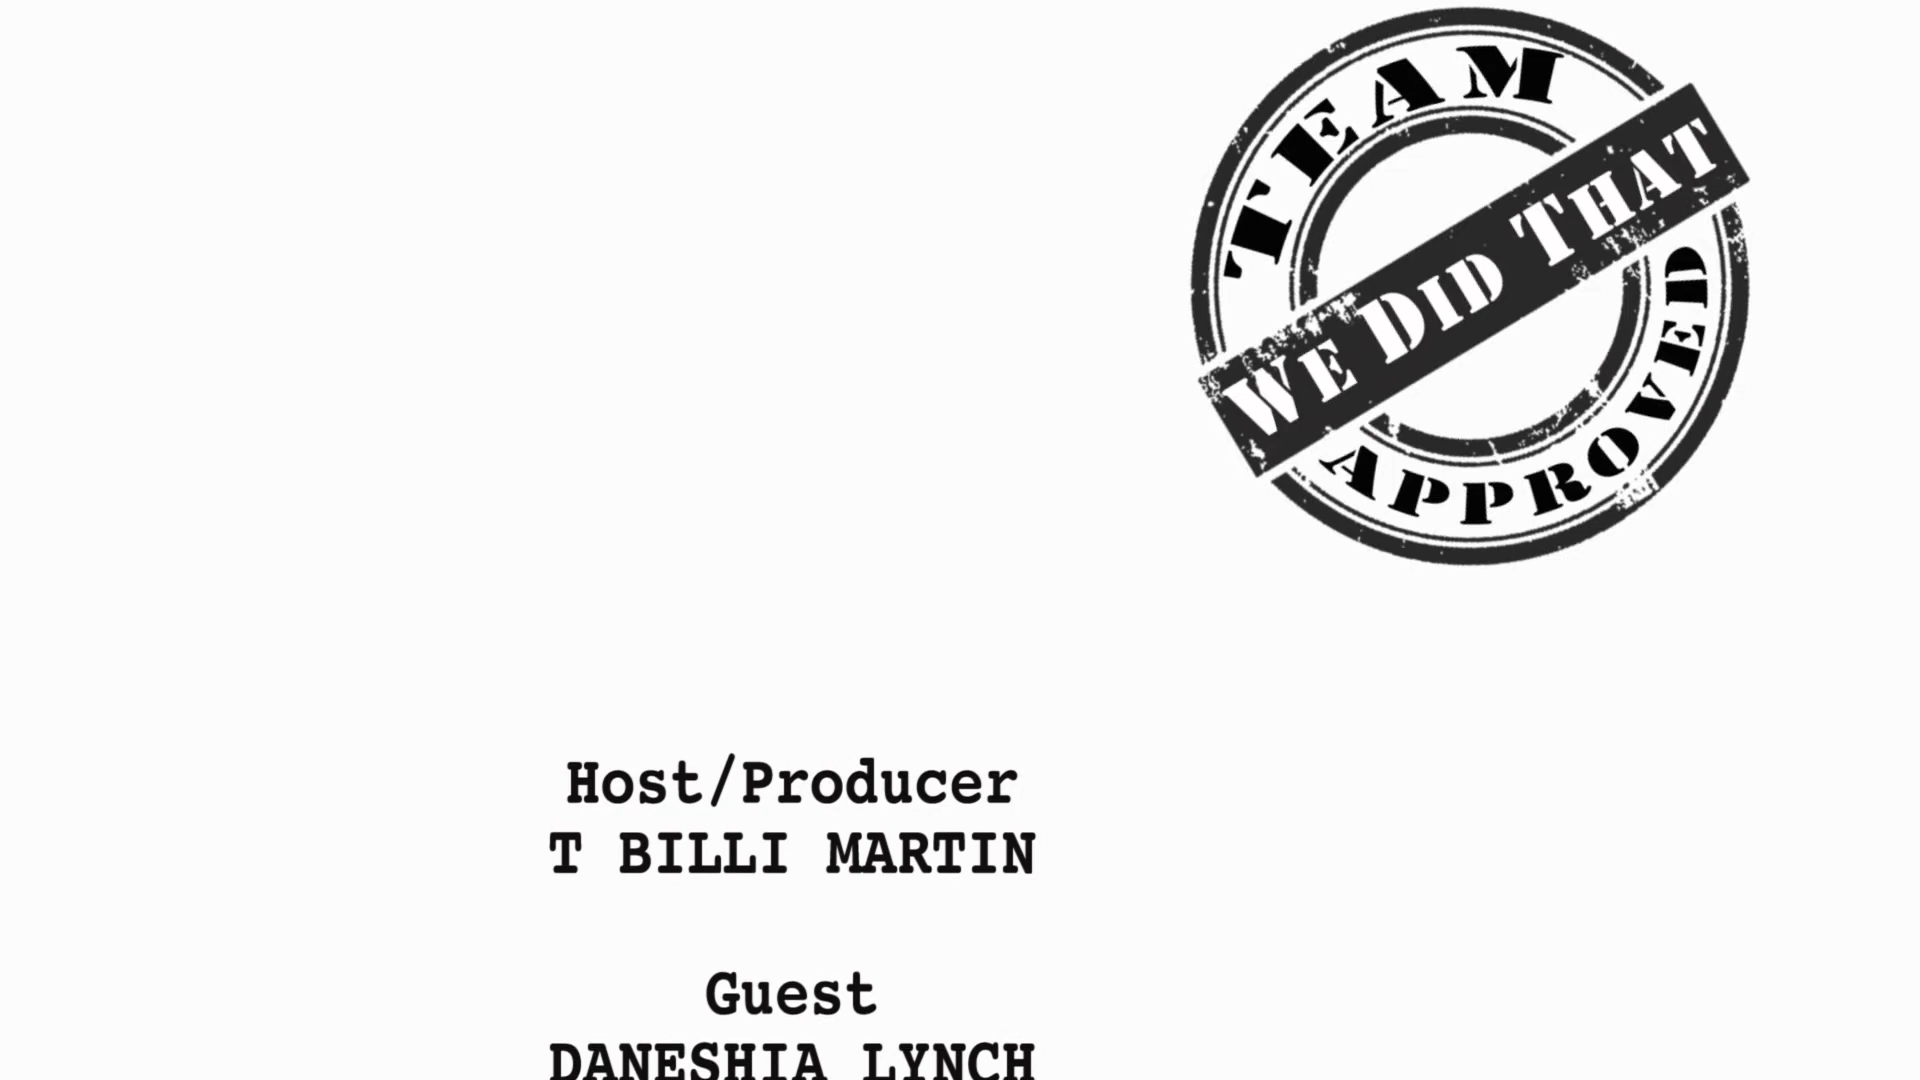 TEAM
WE DID THAT
APPROVED
Host/Producer
T BILLI MARTIN
Guest
DANESHIA LYNCH